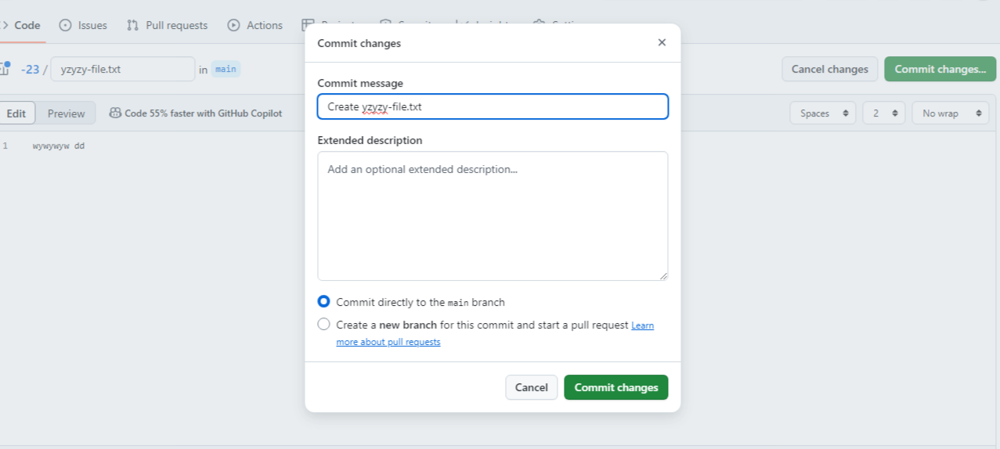 Code Issues Pull requests Actions
Commit changes
-23 / yzyzy-file.txt in main Cancel changes Commit changes...
Commit message
Create yzyzy-file.txt
Edit Preview Code 55% faster with GitHub Copilot Spaces 2 No wrap
Extended description
1 wywywyw dd
Add an optional extended description...
Commit directly to the main branch
Create a new branch for this commit and start a pull request Learn
more about pull requests
Cancel Commit changes